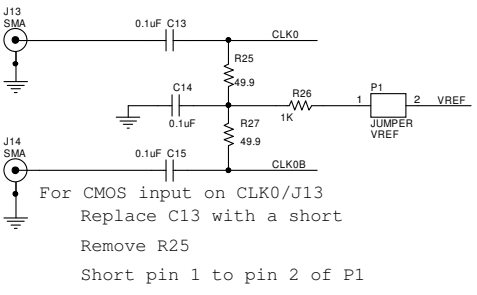 J13
SMA
0.1uF C13
CLK0
R25
49.9
C14
0.1uF
R26
1K
P1
1 2 VREF
JUMPER
VREF
R27
49.9
J14
SMA
0.1uF C15
CLK0B
For CMOS input on CLK0/J13
Replace C13 with a short
Remove R25
Short pin 1 to pin 2 of P1